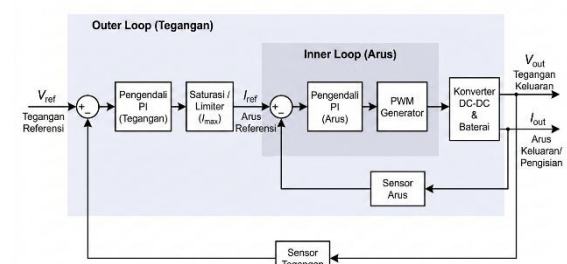 Outer Loop (Tegangan)
Inner Loop (Arus)
V_ref
Tegangan
Referensi
+
−
Pengendali
PI
(Tegangan)
Saturasi /
Limiter
(I_max)
I_ref
Arus
Referensi
+
−
Pengendali
PI
(Arus)
PWM
Generator
Konverter
DC-DC
&
Baterai
V_out
Tegangan
Keluaran
I_out
Arus
Keluaran/
Pengisian
Sensor
Arus
Sensor
Tegangan